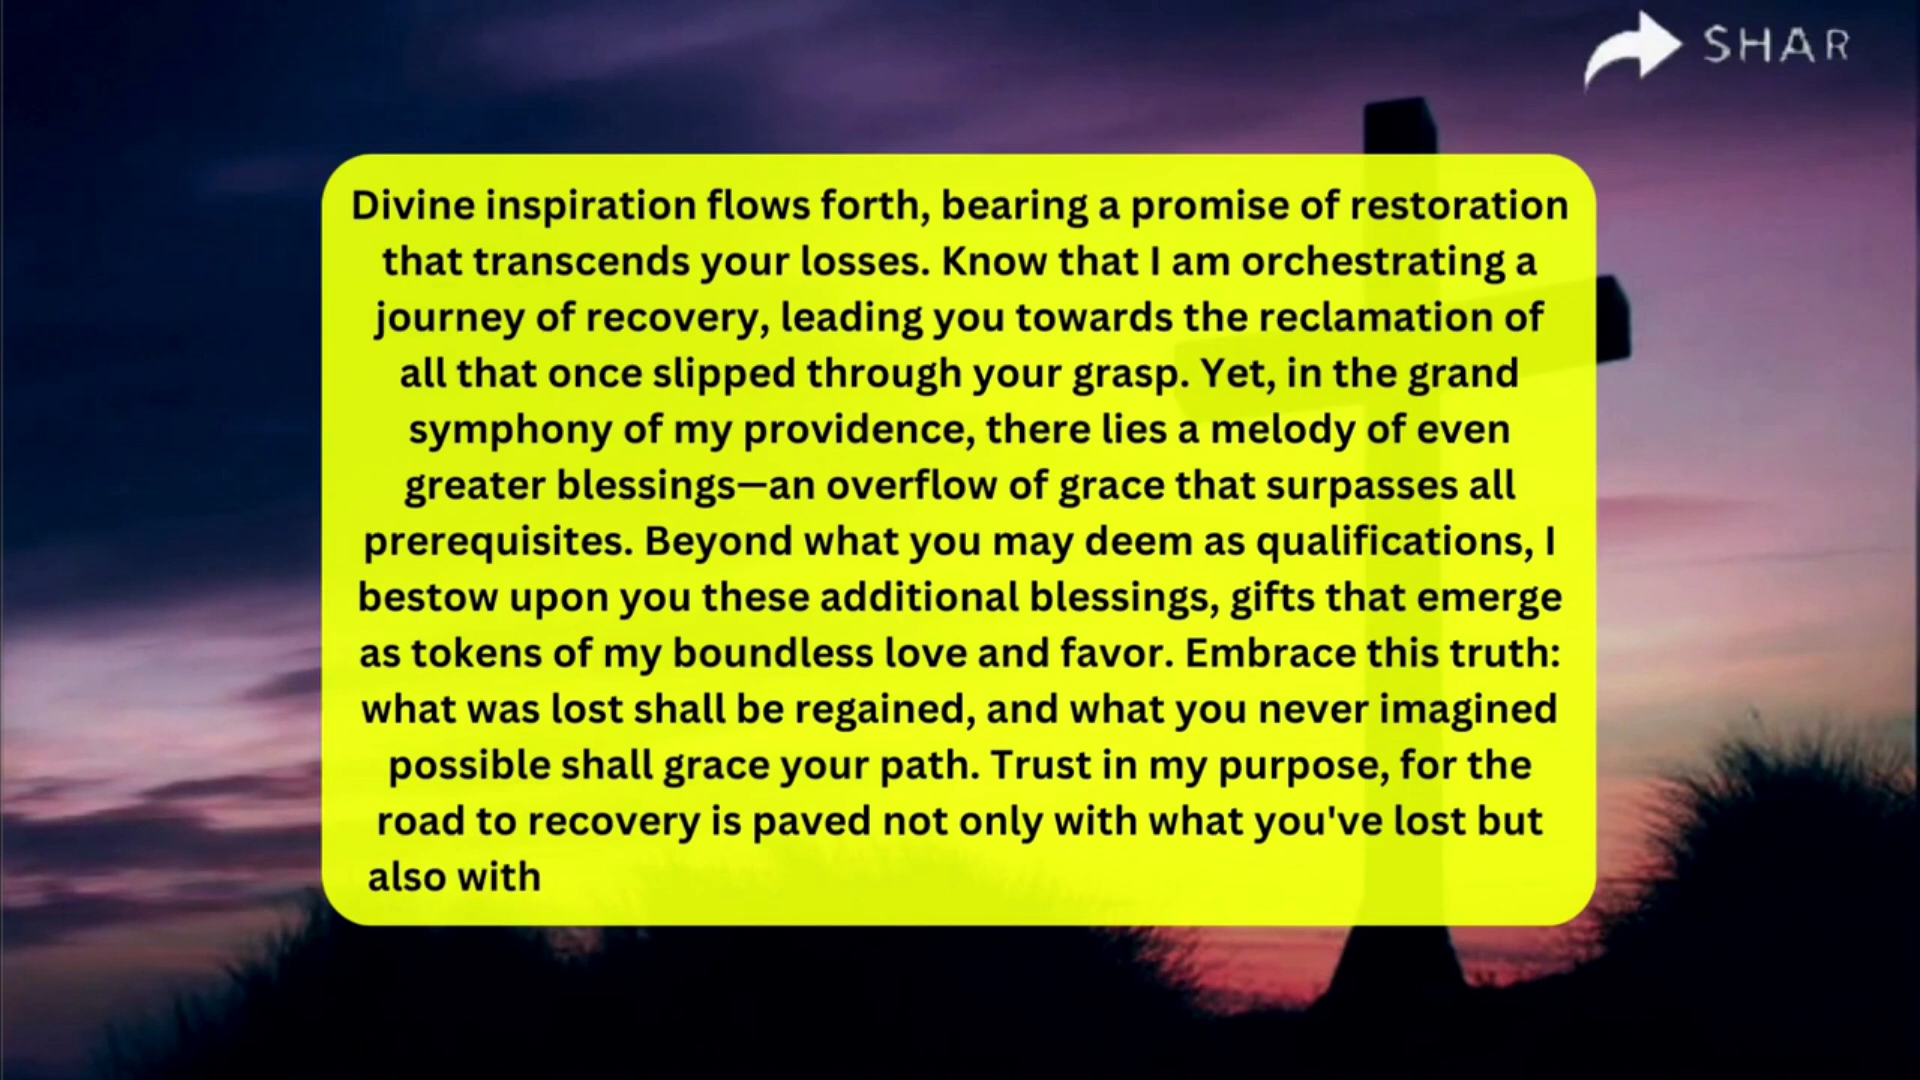 SHAR
Divine inspiration flows forth, bearing a promise of restoration
that transcends your losses. Know that I am orchestrating a
journey of recovery, leading you towards the reclamation of
all that once slipped through your grasp. Yet, in the grand
symphony of my providence, there lies a melody of even
greater blessings—an overflow of grace that surpasses all
prerequisites. Beyond what you may deem as qualifications, I
bestow upon you these additional blessings, gifts that emerge
as tokens of my boundless love and favor. Embrace this truth:
what was lost shall be regained, and what you never imagined
possible shall grace your path. Trust in my purpose, for the
road to recovery is paved not only with what you've lost but
also with